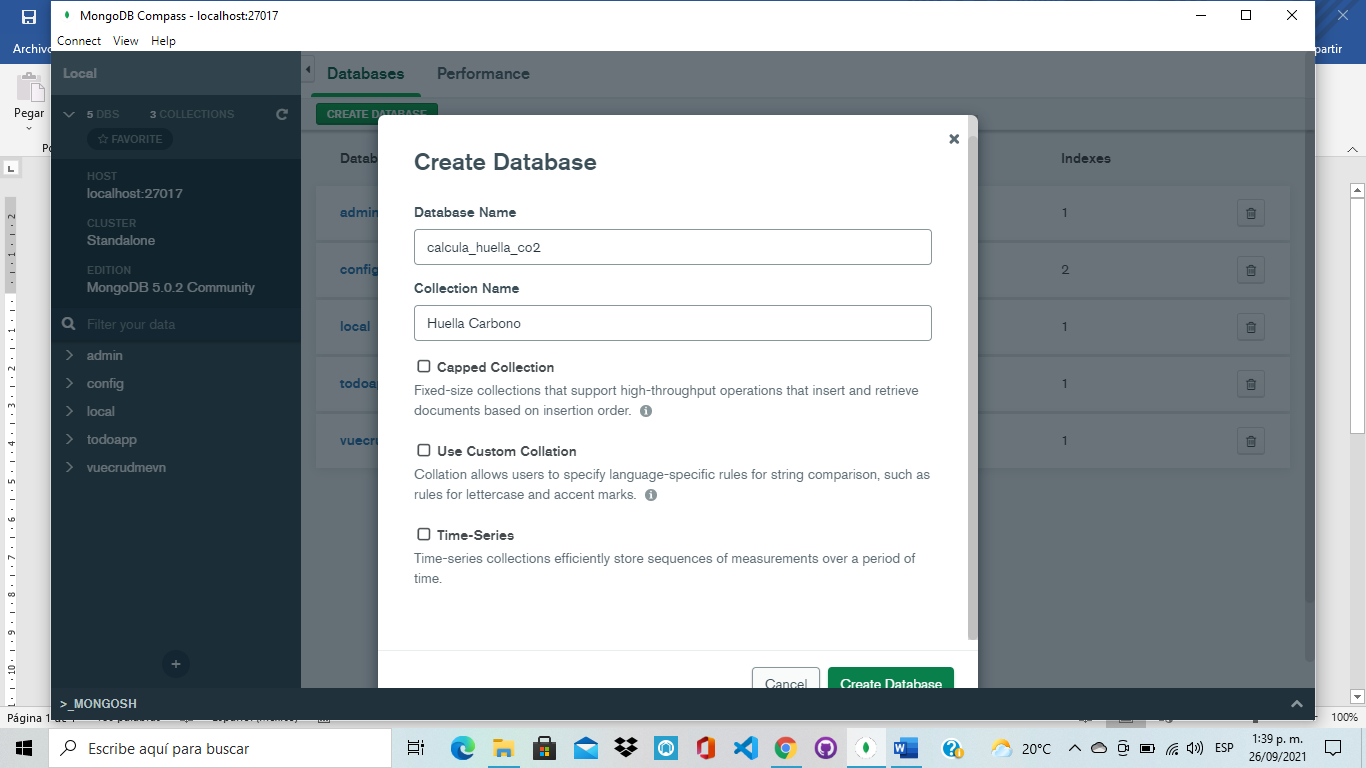 MongoDB Compass - localhost:27017
Connect View Help
Archivo
partir
Pegar
Local
5 DBS 3 COLLECTIONS
FAVORITE
HOST
localhost:27017
CLUSTER
Standalone
EDITION
MongoDB 5.0.2 Community
Filter your data
admin
config
local
todoapp
vuecrudmevn
Databases Performance
CREATE DATABASE
Indexes
admin 1
config 2
local 1
1
1
Create Database
Database Name
calcula_huella_co2
Collection Name
Huella Carbono
Capped Collection
Fixed-size collections that support high-throughput operations that insert and retrieve
documents based on insertion order.
Use Custom Collation
Collation allows users to specify language-specific rules for string comparison, such as
rules for lettercase and accent marks.
Time-Series
Time-series collections efficiently store sequences of measurements over a period of
time.
Cancel Create Database
>_MONGOSH
100%
Escribe aquí para buscar
20°C
ESP
1:39 p. m.
26/09/2021